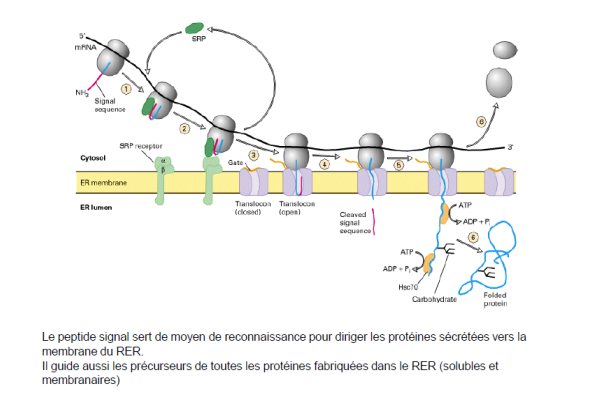 5'
mRNA
SRP
NH₃
Signal
sequence
1
2
SRP receptor
α
β
Gate
3
4
5
6
3'
Cytosol
ER membrane
ER lumen
Translocon
(closed)
Translocon
(open)
Cleaved
signal
sequence
ATP
ADP + Pᵢ
6
ATP
ADP + Pᵢ
Hsc70
Carbohydrate
Folded
protein
Le peptide signal sert de moyen de reconnaissance pour diriger les protéines sécrétées vers la
membrane du RER.
Il guide aussi les précurseurs de toutes les protéines fabriquées dans le RER (solubles et
membranaires)